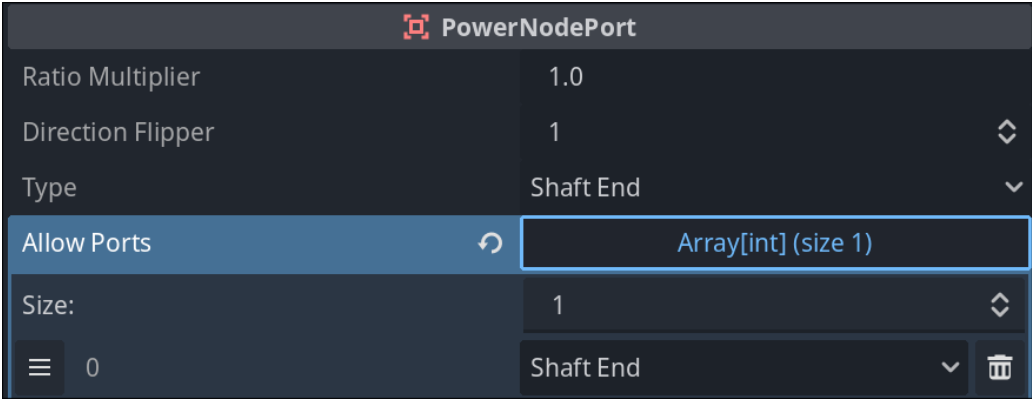 PowerNodePort
Ratio Multiplier 1.0
Direction Flipper 1
Type Shaft End
Allow Ports Array[int] (size 1)
Size: 1
0 Shaft End